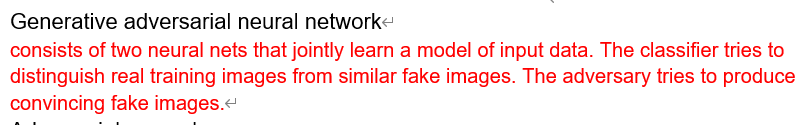 Generative adversarial neural network
consists of two neural nets that jointly learn a model of input data. The classifier tries to
distinguish real training images from similar fake images. The adversary tries to produce
convincing fake images.